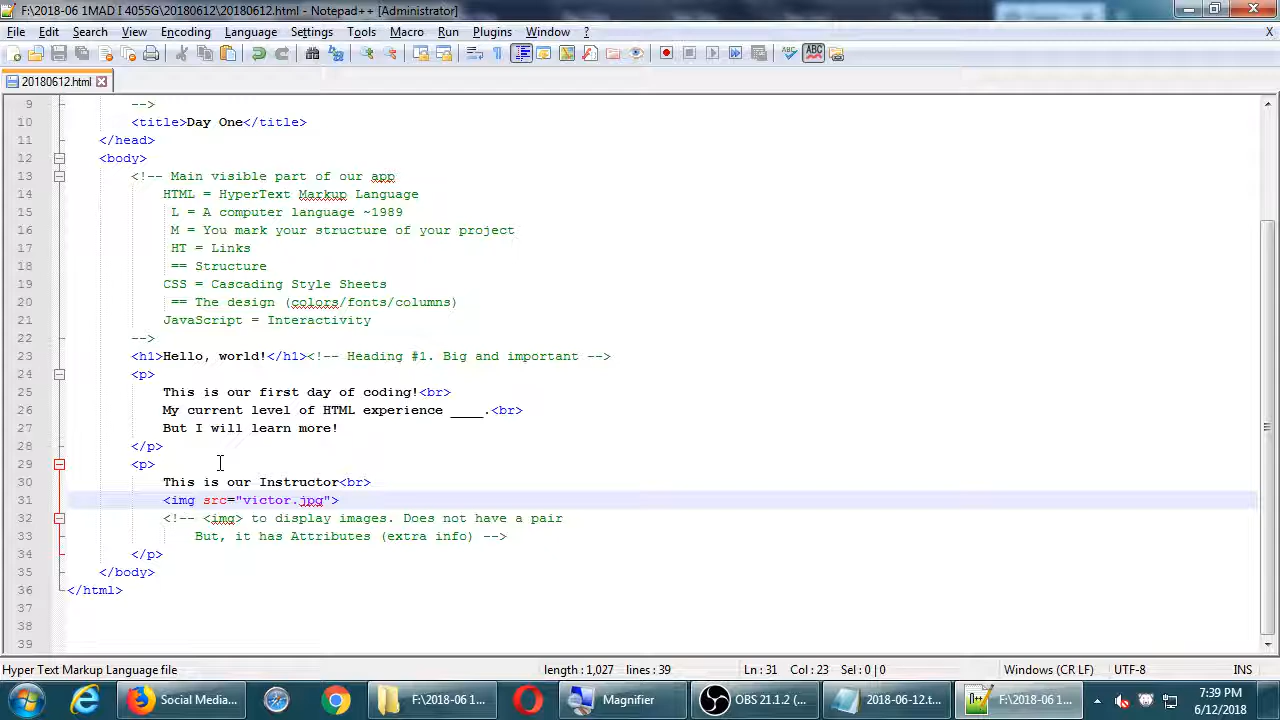 F:\2018-06 1MAD I 4055G\20180612\20180612.html - Notepad++ [Administrator]
File Edit Search View Encoding Language Settings Tools Macro Run Plugins Window ? X
20180612.html
9 -->
10 <title>Day One</title>
11 </head>
12 <body>
13 <!-- Main visible part of our app
14 HTML = HyperText Markup Language
15 L = A computer language ~1989
16 M = You mark your structure of your project
17 HT = Links
18 == Structure
19 CSS = Cascading Style Sheets
20 == The design (colors/fonts/columns)
21 JavaScript = Interactivity
22 -->
23 <h1>Hello, world!</h1><!-- Heading #1. Big and important -->
24 <p>
25 This is our first day of coding!<br>
26 My current level of HTML experience ____.<br>
27 But I will learn more!
28 </p>
29 <p>
30 This is our Instructor<br>
31 <img src="victor.jpg">
32 <!-- <img> to display images. Does not have a pair
33 But, it has Attributes (extra info) -->
34 </p>
35 </body>
36 </html>
37
38
39
Hyper Text Markup Language file length : 1,027 lines : 39 Ln : 31 Col : 23 Sel : 0 | 0 Windows (CR LF) UTF-8 INS
Social Media... F:\2018-06 1... Magnifier OBS 21.1.2 (... 2018-06-12.t... F:\2018-06 1... 7:39 PM
6/12/2018